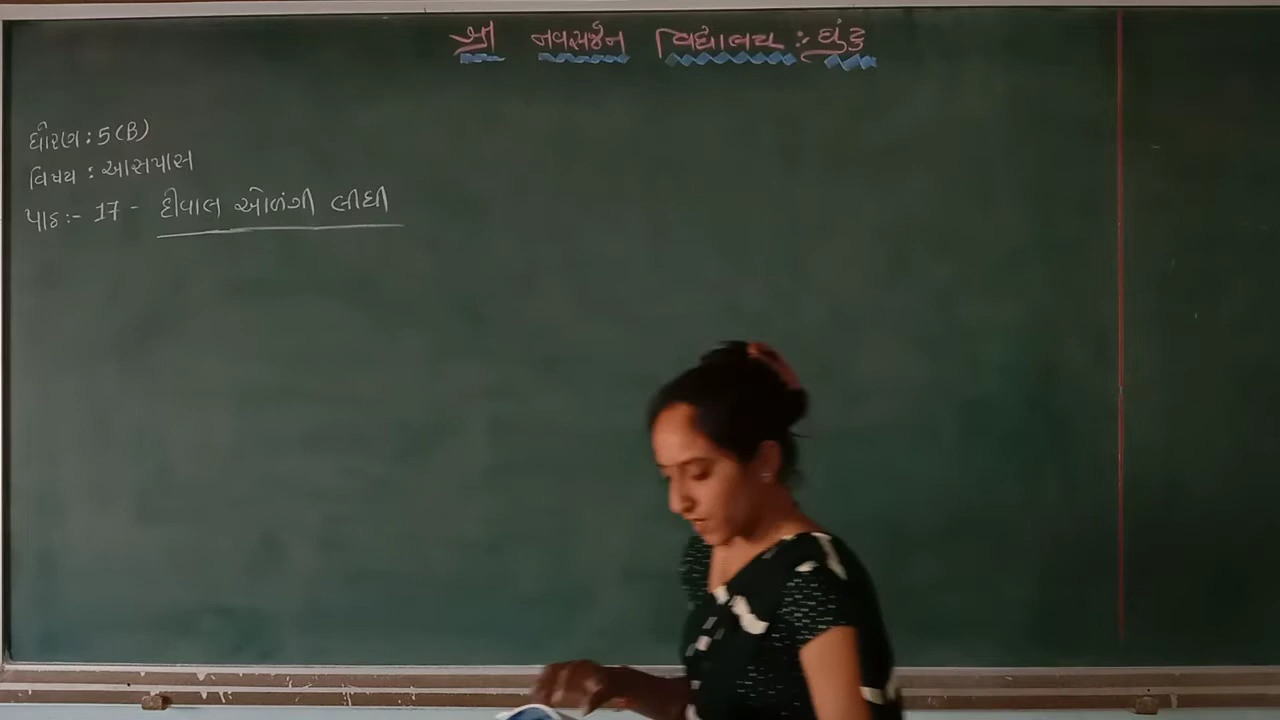 શ્રી નવસર્જન વિદ્યાલય :- ઘુંટુ
ધોરણ : 5 (B)
વિષય : આસપાસ
પાઠ :- 17 - દીવાલ ઓળંગી લીધી